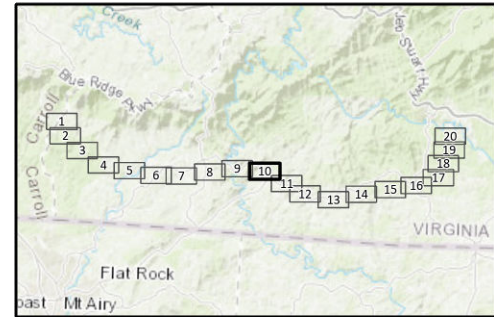 Creek
Jeb Stuart Hwy
Blue Ridge Pkwy
Carroll
Carroll
1
2
3
4
5
6
7
8
9
10
11
12
13
14
15
16
17
18
19
20
VIRGINIA
Flat Rock
oast Mt Airy